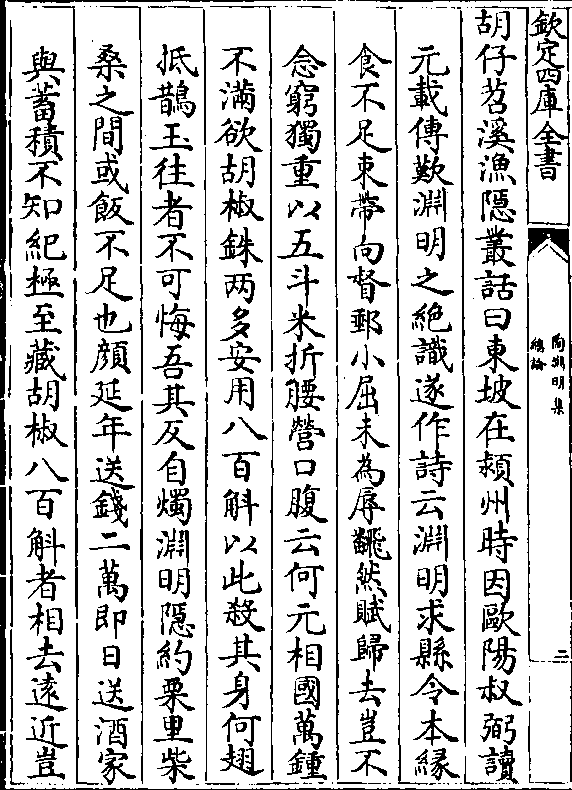 欽定四庫全書
陶淵明集
總論
二
胡仔苕溪漁隠叢話曰東坡在潁州時因歐陽叔弼讀
元載傳歎淵明之絶識遂作詩云淵明求縣令本緣
食不足束帶向督郵小屈未為辱飜然賦歸去豈不
念窮獨重以五斗米折腰營口腹云何元相國萬鍾
不滿欲胡椒銖两多安用八百斛以此殺其身何翅
抵鵲玉往者不可悔吾其反自燭淵明隠約栗里柴
桑之間或飯不足也顔延年送錢二萬即日送酒家
與蓄積不知紀極至藏胡椒八百斛者相去逺近豈